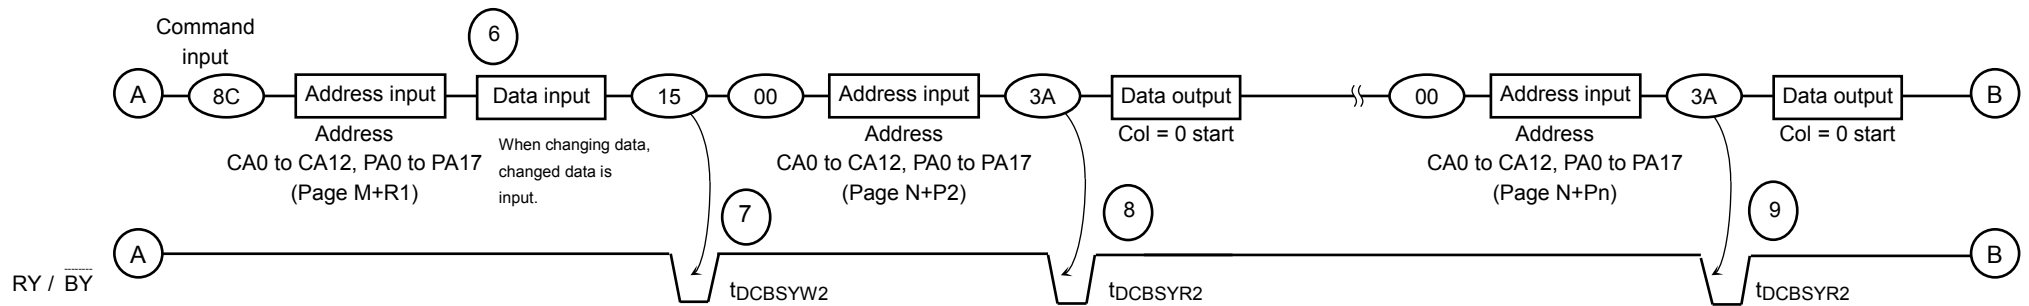 Command
input
6
A
8C
Address input
Data input
15
00
Address input
3A
Data output
00
Address input
3A
Data output
B
Address
CA0 to CA12, PA0 to PA17
(Page M+R1)
When changing data,
changed data is
input.
Address
CA0 to CA12, PA0 to PA17
(Page N+P2)
Col = 0 start
Address
CA0 to CA12, PA0 to PA17
(Page N+Pn)
Col = 0 start
7
8
9
A
B
RY / BY
tDCBSYW2
tDCBSYR2
tDCBSYR2